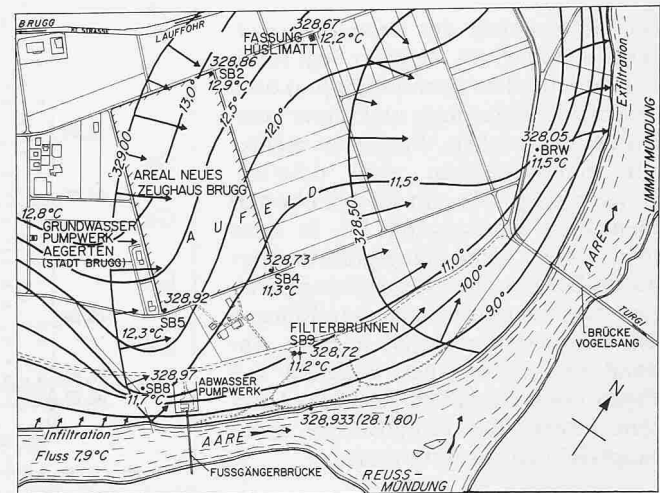 BRUGG
KT. STRASSE
LAUFFOHR
328,67
FASSUNG
HÜSLIMATT
12,2°C
328,86
SB2
12,9°C
13,0°
12,5°
12,0°
329,00
AREAL NEUES
ZEUGHAUS BRUGG
AUFELD
11,5°
328,50
328,05
BRW
11,5°C
Exfiltration
LIMMATMÜNDUNG
12,8°C
GRUNDWASSER
PUMPWERK
AEGERTEN
(STADT BRUGG)
328,73
SB4
11,3°C
11,0°
10,0°
9,0°
AARE
TURGI
328,92
SB5
12,3°C
FILTERBRUNNEN
SB9
328,72
11,2°C
BRÜCKE
VOGELSANG
328,97
SB8
11,7°C
ABWASSER
PUMPWERK
328,933 (28.1.80)
N
Infiltration
Fluss 7,9°C
AARE
FUSSGÄNGERBRÜCKE
REUSS-
MÜNDUNG